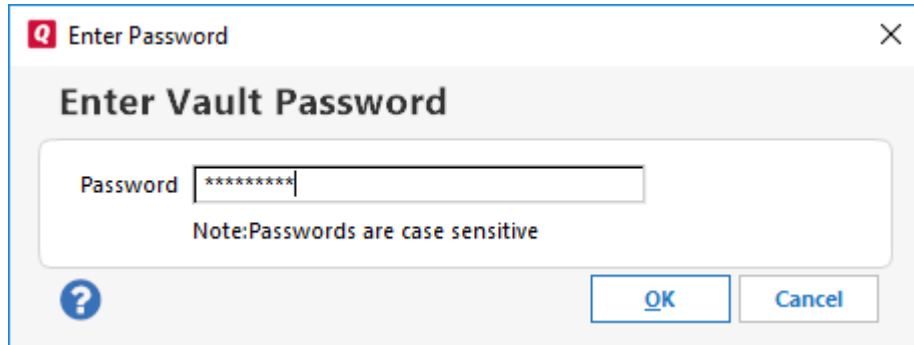 Q Enter Password
Enter Vault Password
Password *********
Note:Passwords are case sensitive
? OK Cancel